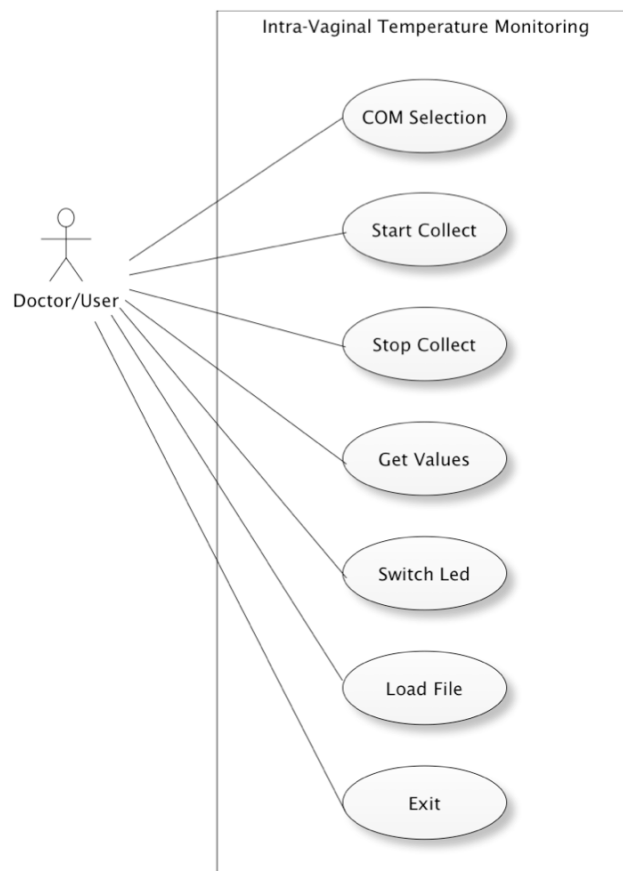 Intra-Vaginal Temperature Monitoring
COM Selection
Start Collect
Doctor/User
Stop Collect
Get Values
Switch Led
Load File
Exit